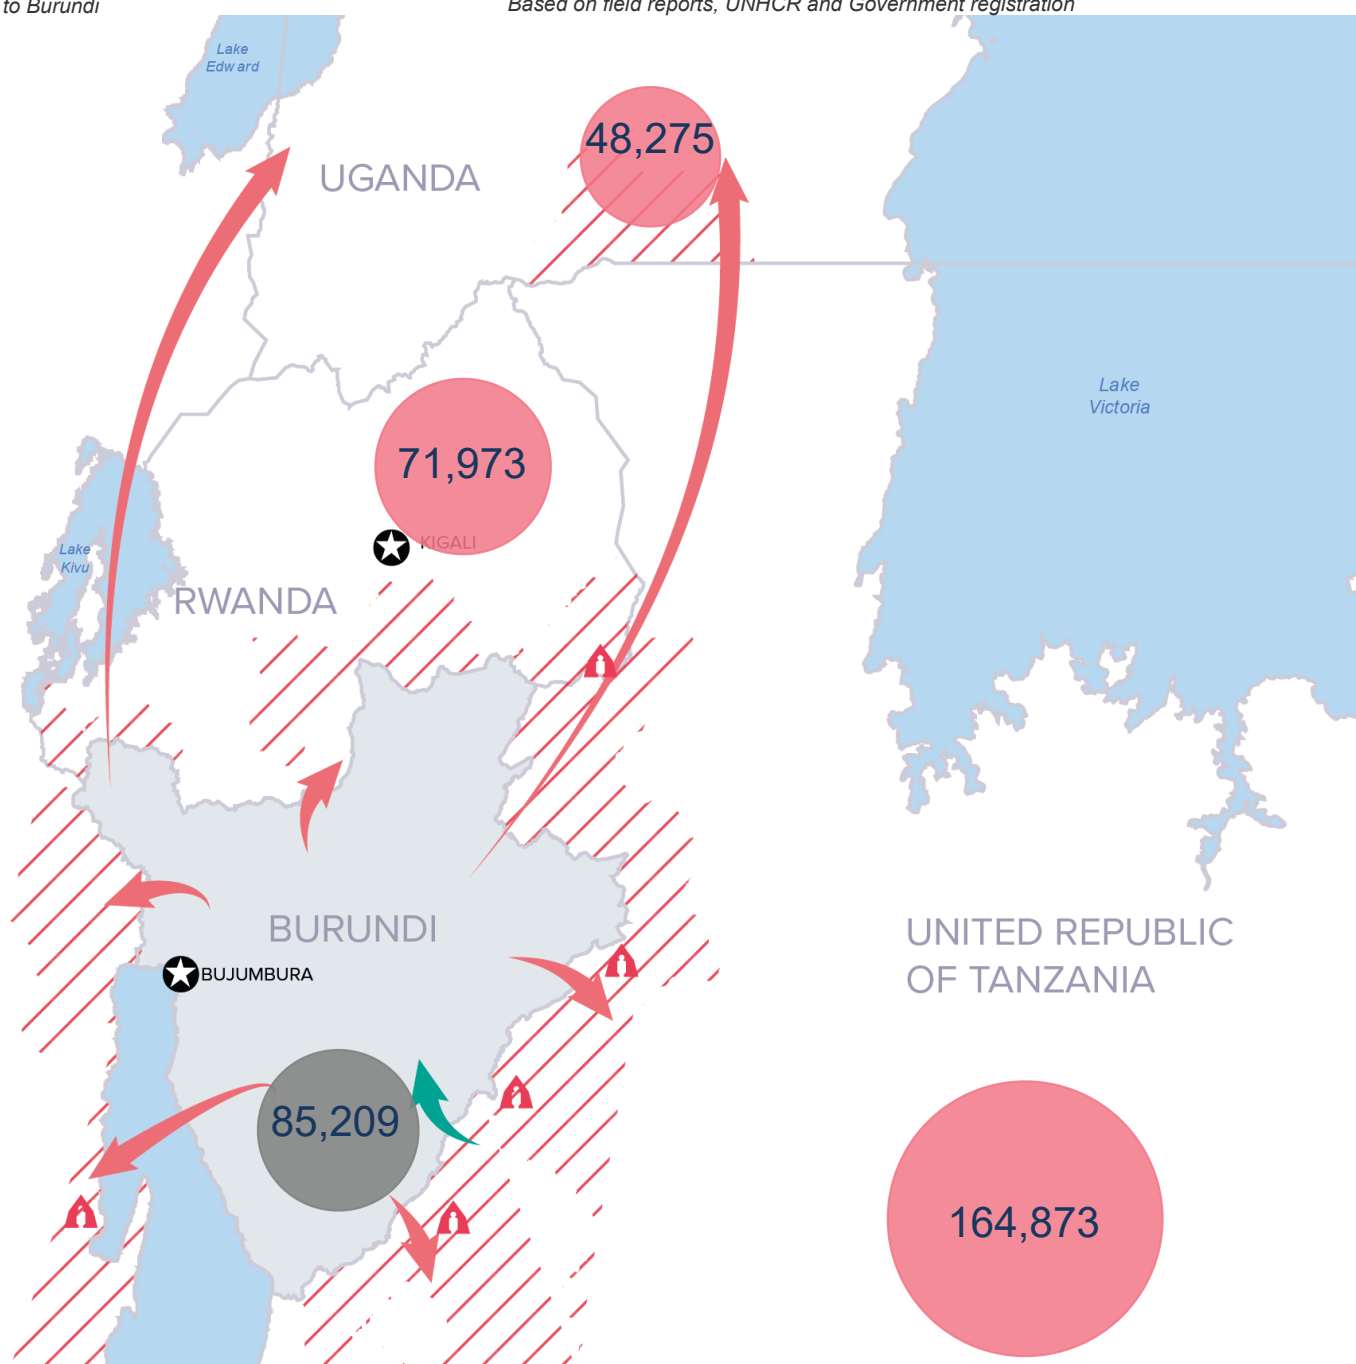 to Burundi
Based on field reports, UNHCR and Government registration
Lake
Edward
48,275
UGANDA
Lake
Victoria
71,973
KIGALI
Lake
Kivu
RWANDA
BURUNDI
UNITED REPUBLIC
OF TANZANIA
BUJUMBURA
85,209
164,873